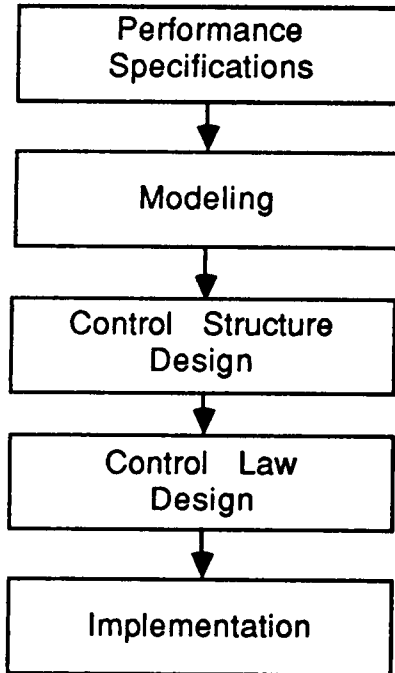 Performance
Specifications
Modeling
Control Structure
Design
Control Law
Design
Implementation